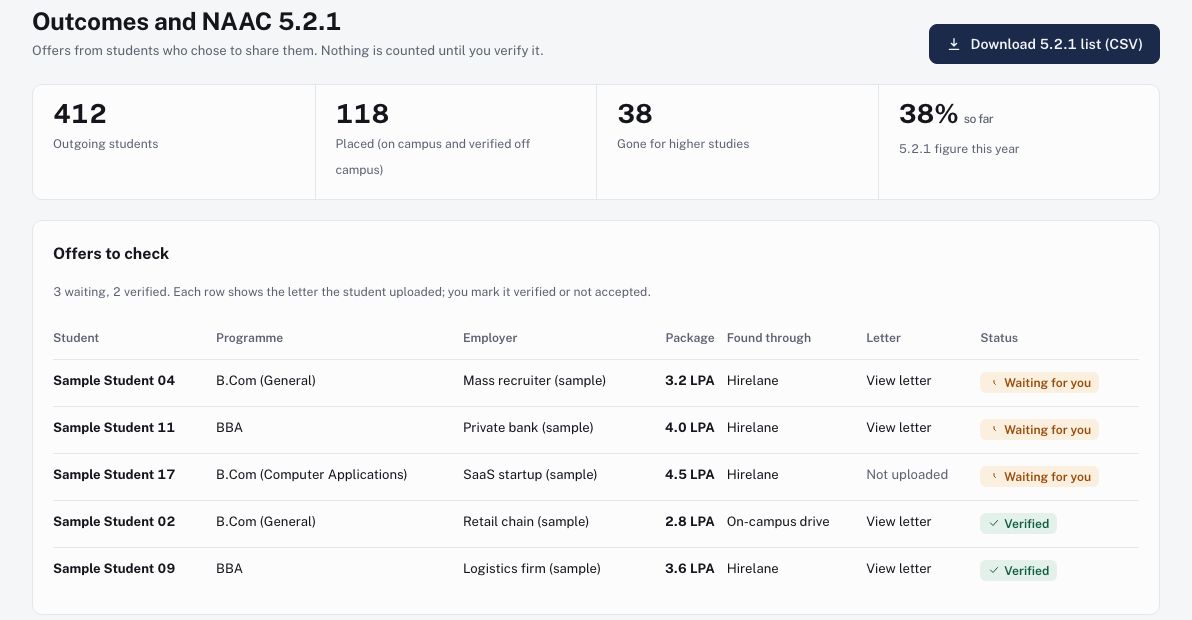 Outcomes and NAAC 5.2.1
Offers from students who chose to share them. Nothing is counted until you verify it.
Download 5.2.1 list (CSV)
412
Outgoing students
118
Placed (on campus and verified off
campus)
38
Gone for higher studies
38% so far
5.2.1 figure this year
Offers to check
3 waiting, 2 verified. Each row shows the letter the student uploaded; you mark it verified or not accepted.
Student Programme Employer Package Found through Letter Status
Sample Student 04 B.Com (General) Mass recruiter (sample) 3.2 LPA Hirelane View letter Waiting for you
Sample Student 11 BBA Private bank (sample) 4.0 LPA Hirelane View letter Waiting for you
Sample Student 17 B.Com (Computer Applications) SaaS startup (sample) 4.5 LPA Hirelane Not uploaded Waiting for you
Sample Student 02 B.Com (General) Retail chain (sample) 2.8 LPA On-campus drive View letter Verified
Sample Student 09 BBA Logistics firm (sample) 3.6 LPA Hirelane View letter Verified